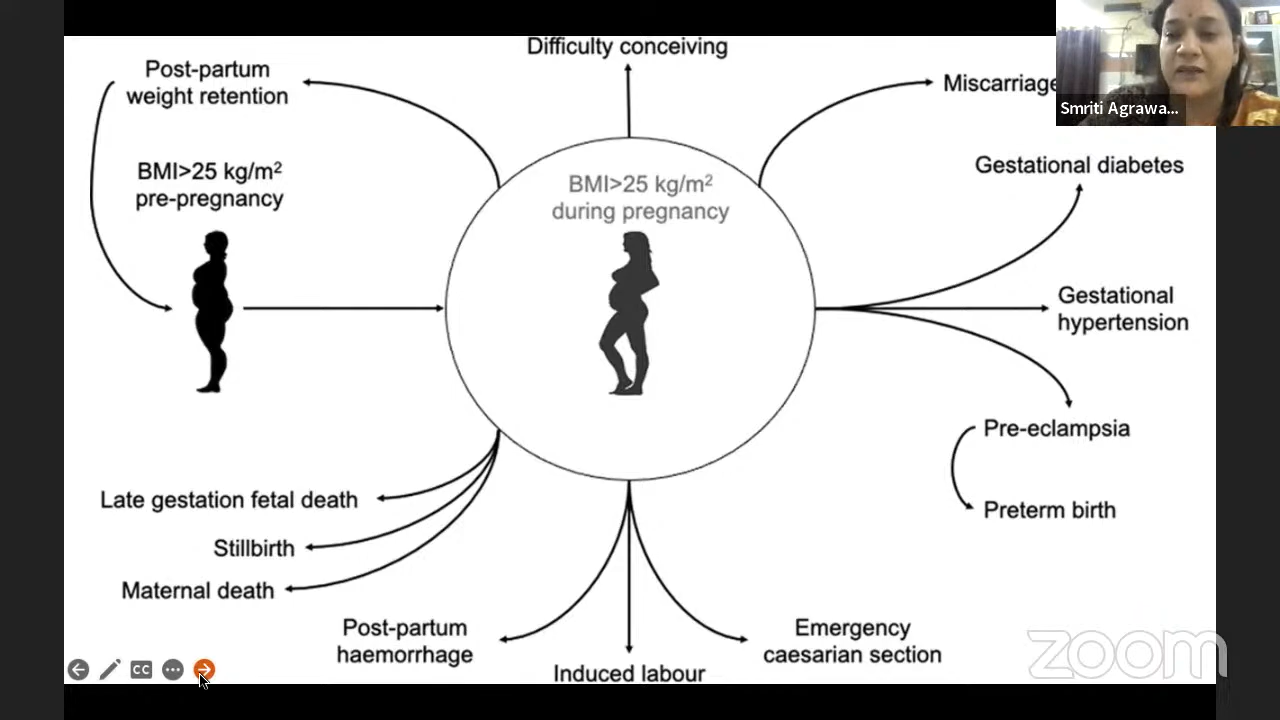 Difficulty conceiving
Post-partum
weight retention
Miscarriage
Smriti Agrawa...
BMI>25 kg/m²
pre-pregnancy
BMI>25 kg/m²
during pregnancy
Gestational diabetes
Gestational
hypertension
Pre-eclampsia
Preterm birth
Late gestation fetal death
Stillbirth
Maternal death
Post-partum
haemorrhage
Induced labour
Emergency
caesarian section
CC
zoom